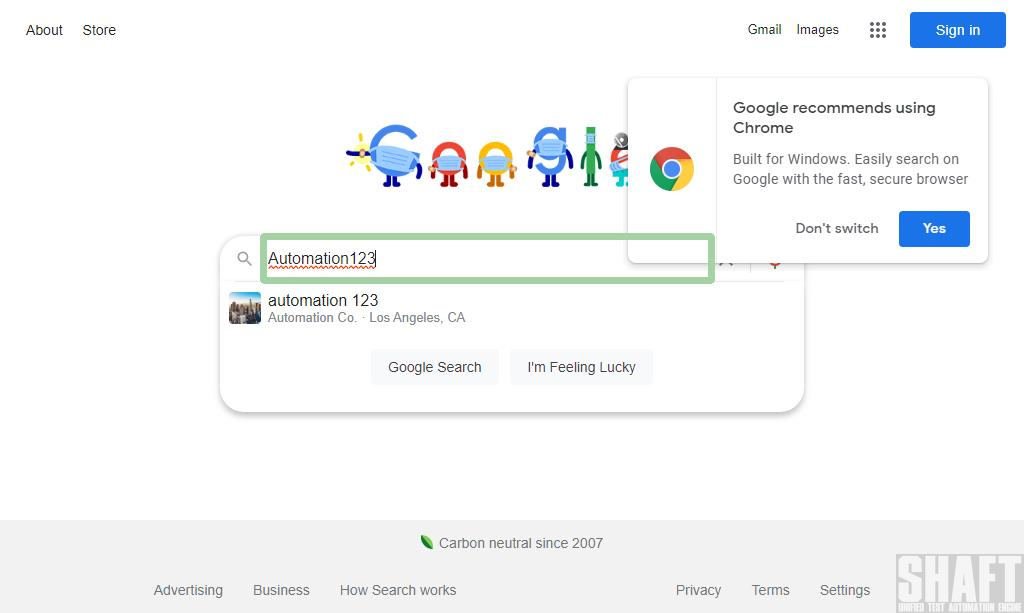 About Store
Gmail Images
Sign in
Google
Google recommends using
Chrome
Built for Windows. Easily search on
Google with the fast, secure browser
Don't switch
Yes
Automation123
automation 123
Automation Co. · Los Angeles, CA
Google Search
I'm Feeling Lucky
Carbon neutral since 2007
Advertising Business How Search works
Privacy Terms Settings
SHAFT
UNIFIED TEST AUTOMATION ENGINE